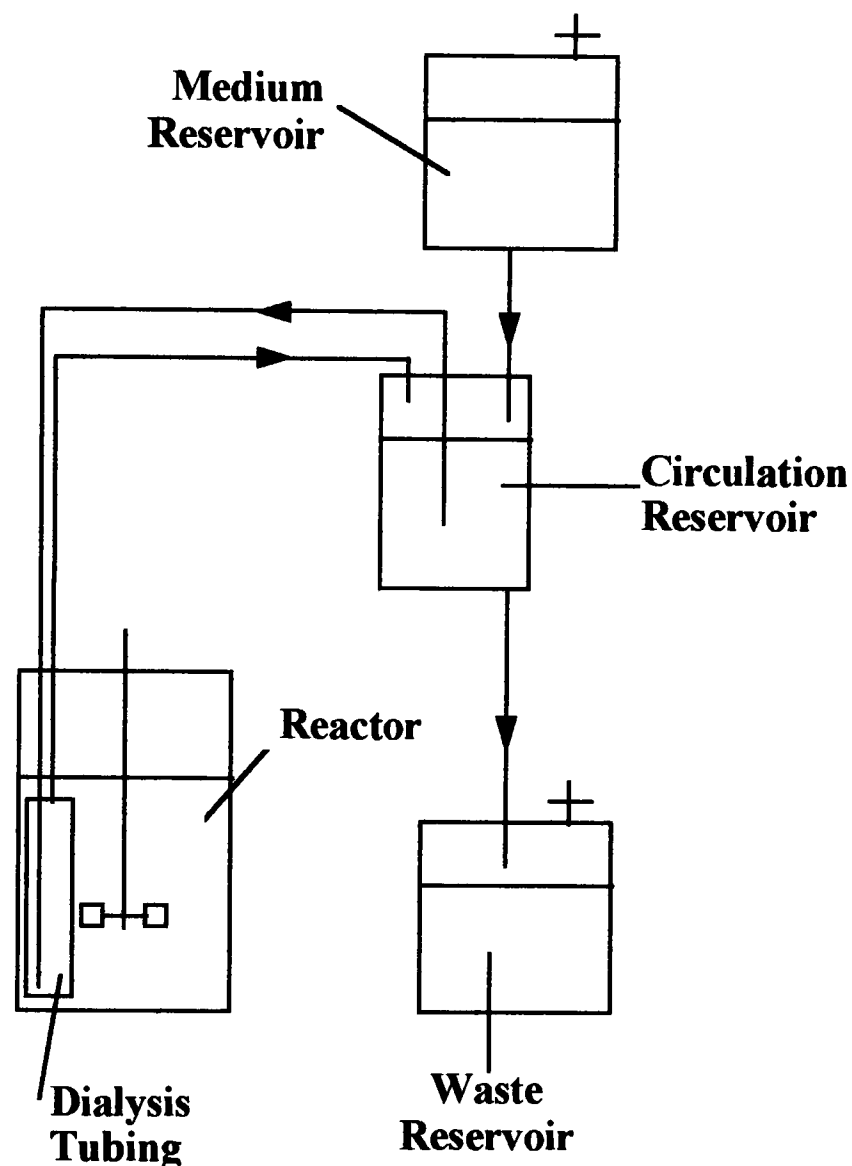 Medium
Reservoir
Circulation
Reservoir
Reactor
Dialysis
Tubing
Waste
Reservoir